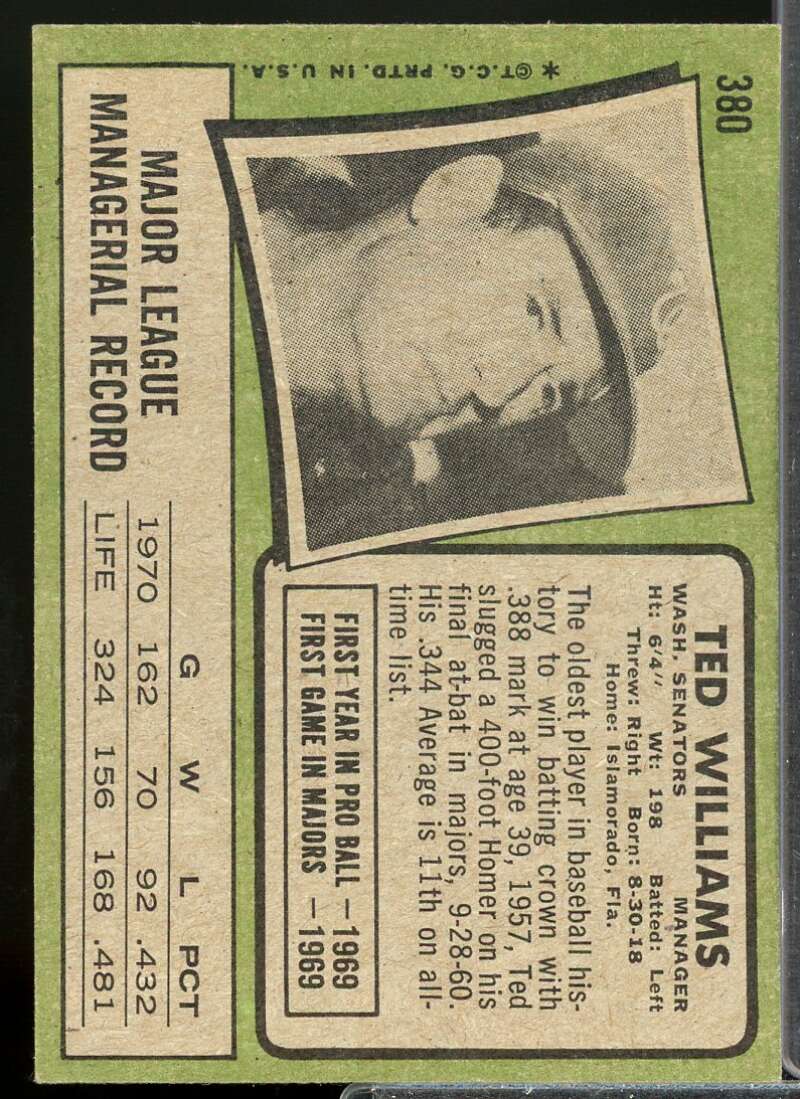 380
* ©T.C.G. PRTD. IN U.S.A.
TED WILLIAMS
MANAGER
WASH. SENATORS
Ht: 6'4" Wt: 198 Batted: Left
Threw: Right Born: 8-30-18
Home: Islamorado, Fla.
The oldest player in baseball his-
tory to win batting crown with
.388 mark at age 39, 1957, Ted
slugged a 400-foot Homer on his
final at-bat in majors, 9-28-60.
His .344 Average is 11th on all-
time list.
FIRST YEAR IN PRO BALL — 1969
FIRST GAME IN MAJORS — 1969
MAJOR LEAGUE
MANAGERIAL RECORD
G W L PCT
1970 162 70 92 .432
LIFE 324 156 168 .481